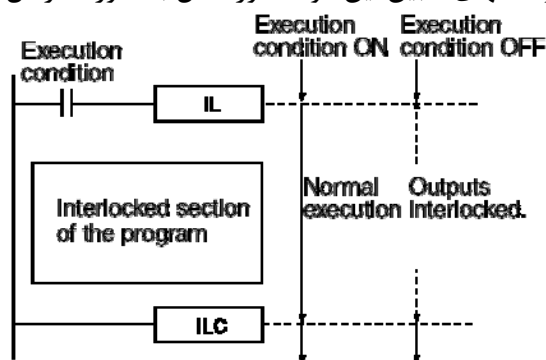 Execution condition
Execution condition ON
Execution condition OFF
IL
Interlocked section of the program
Normal execution
Outputs Interlocked.
ILC